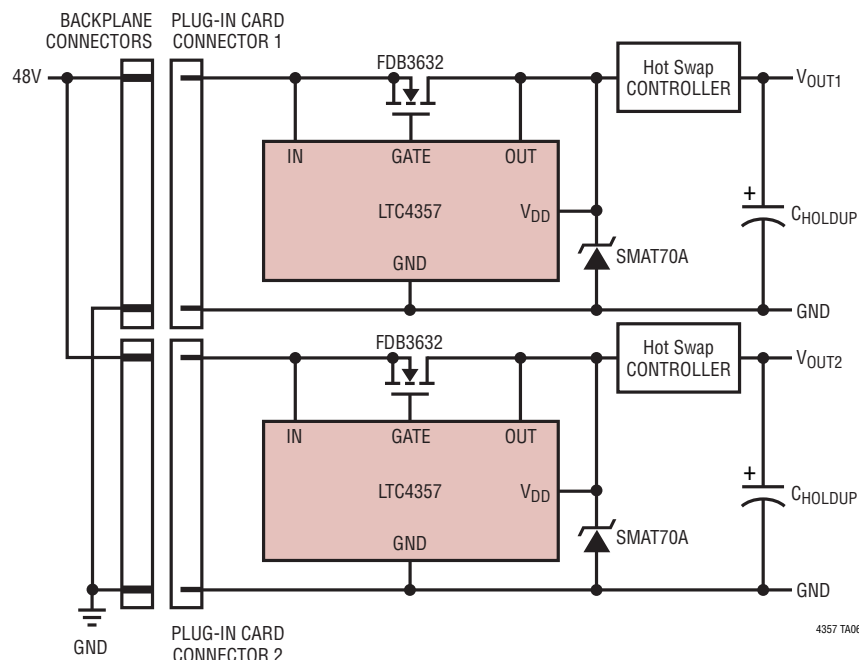 BACKPLANE
CONNECTORS
PLUG-IN CARD
CONNECTOR 1
FDB3632
48V
Hot Swap
CONTROLLER
VOUT1
IN
GATE
OUT
LTC4357
VDD
+
CHOLDUP
GND
SMAT70A
GND
FDB3632
Hot Swap
CONTROLLER
VOUT2
IN
GATE
OUT
LTC4357
VDD
+
CHOLDUP
GND
SMAT70A
GND
GND
PLUG-IN CARD
CONNECTOR 2
4357 TA06